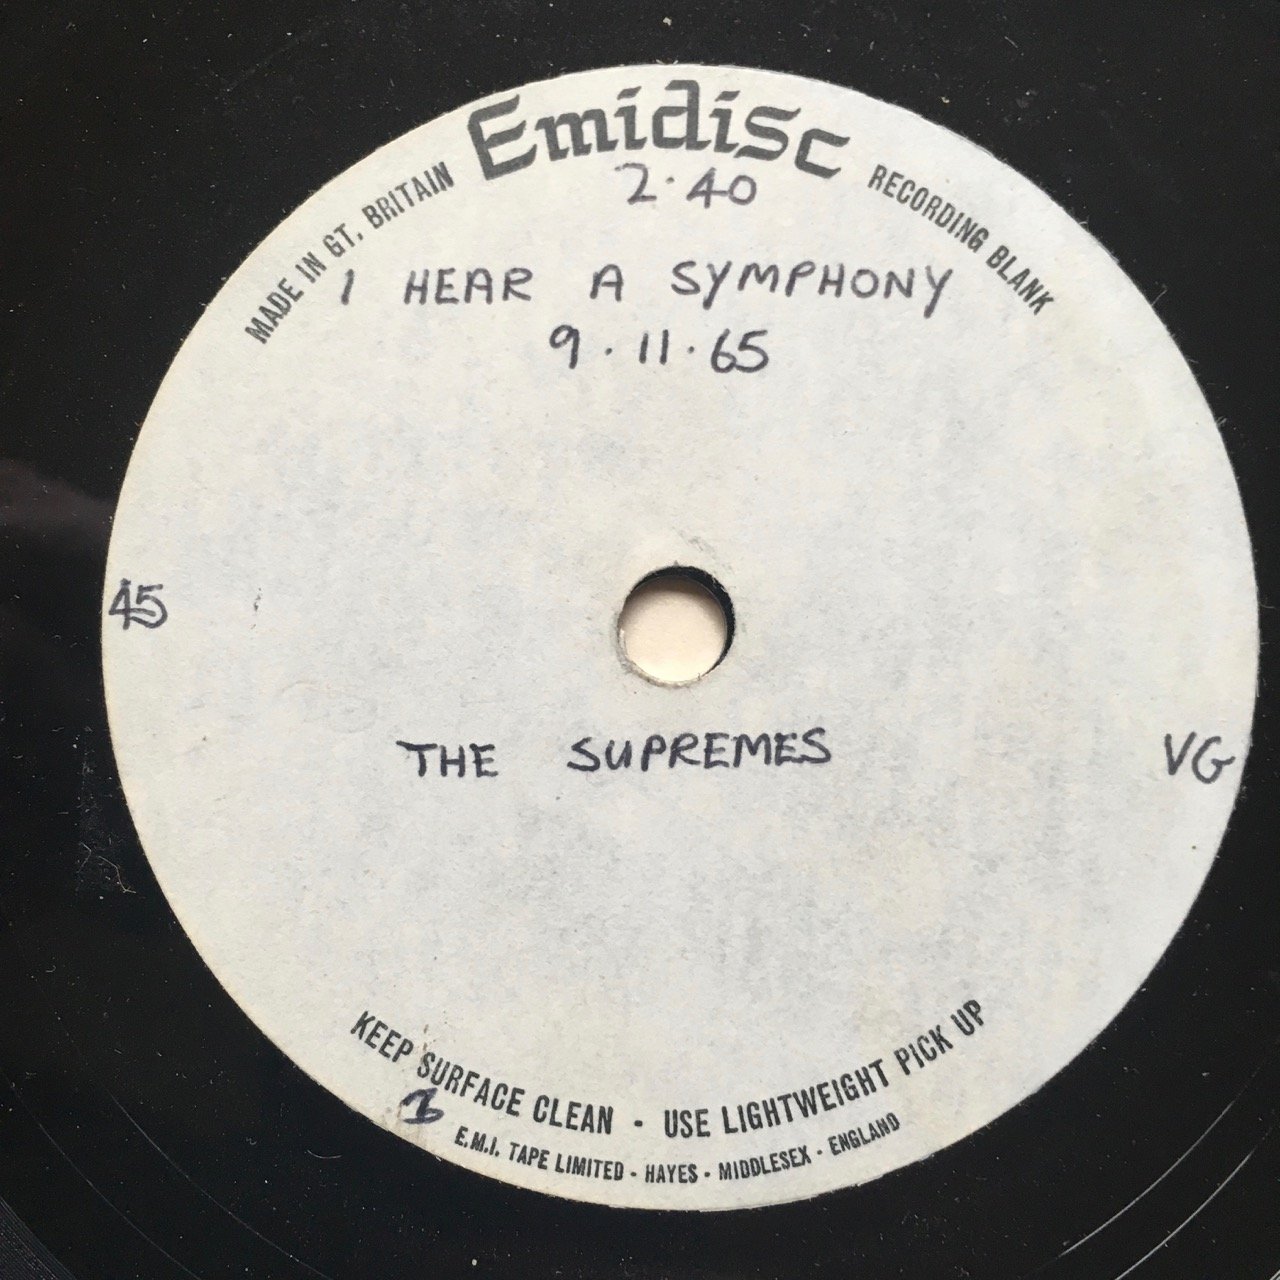 Emidisc
MADE IN GT. BRITAIN
RECORDING BLANK
2.40
I HEAR A SYMPHONY
9.11.65
45
THE SUPREMES
VG
KEEP SURFACE CLEAN - USE LIGHTWEIGHT PICK UP
E.M.I. TAPE LIMITED - HAYES - MIDDLESEX - ENGLAND